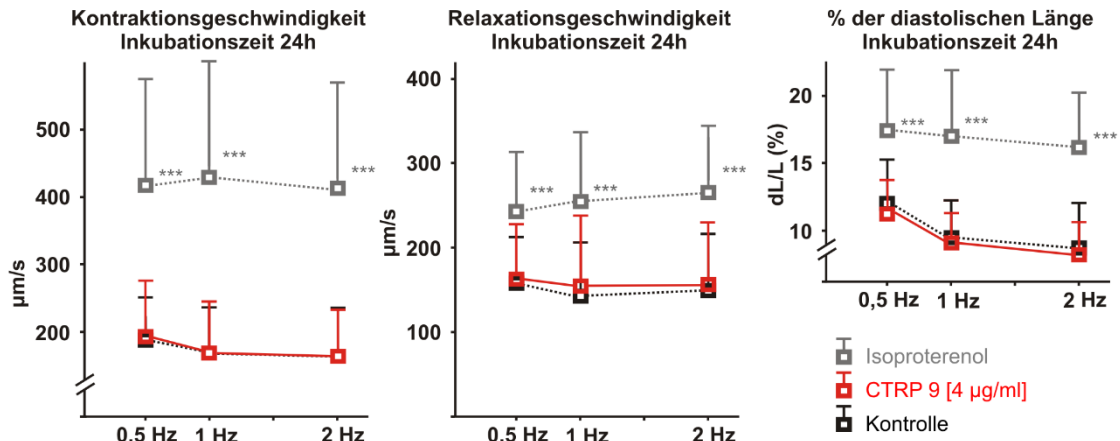 Kontraktionsgeschwindigkeit
Inkubationszeit 24h
µm/s
500
400
300
200
***
***
***
0,5 Hz 1 Hz 2 Hz
Relaxationsgeschwindigkeit
Inkubationszeit 24h
µm/s
400
300
200
100
***
***
***
0,5 Hz 1 Hz 2 Hz
% der diastolischen Länge
Inkubationszeit 24h
dL/L (%)
20
15
10
***
***
***
0,5 Hz 1 Hz 2 Hz
Isoproterenol
CTRP 9 [4 µg/ml]
Kontrolle